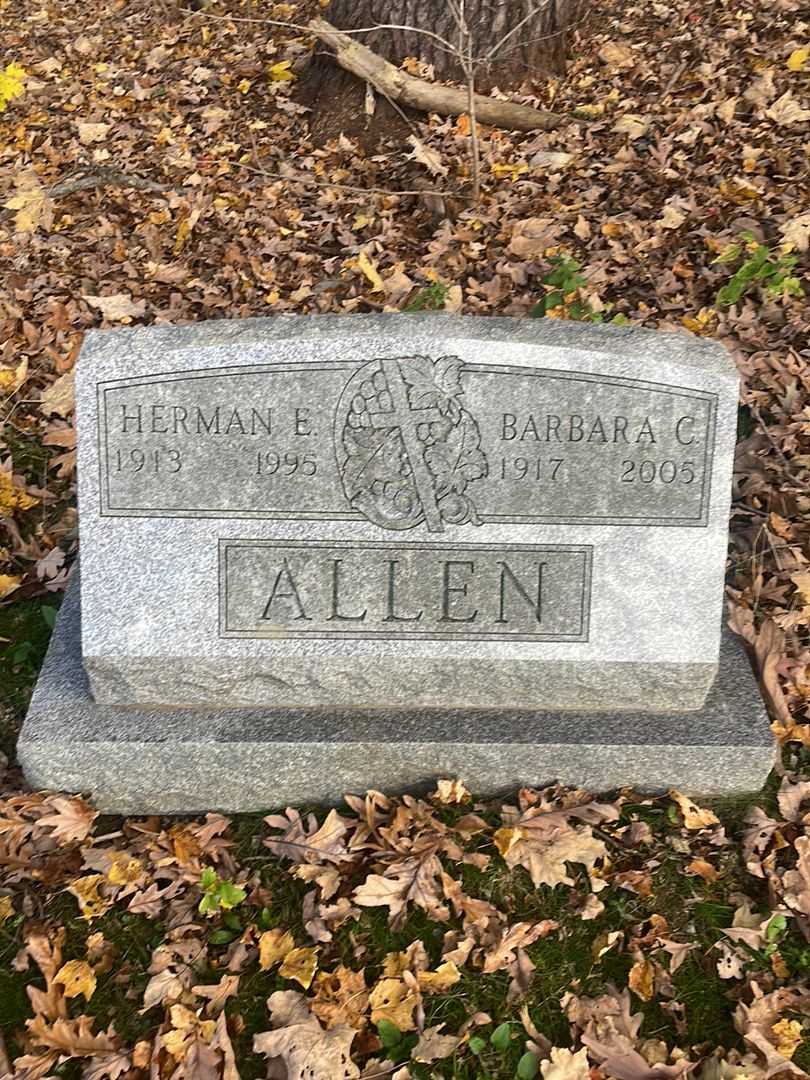 HERMAN E. BARBARA C.
1913 1995 1917 2005
ALLEN